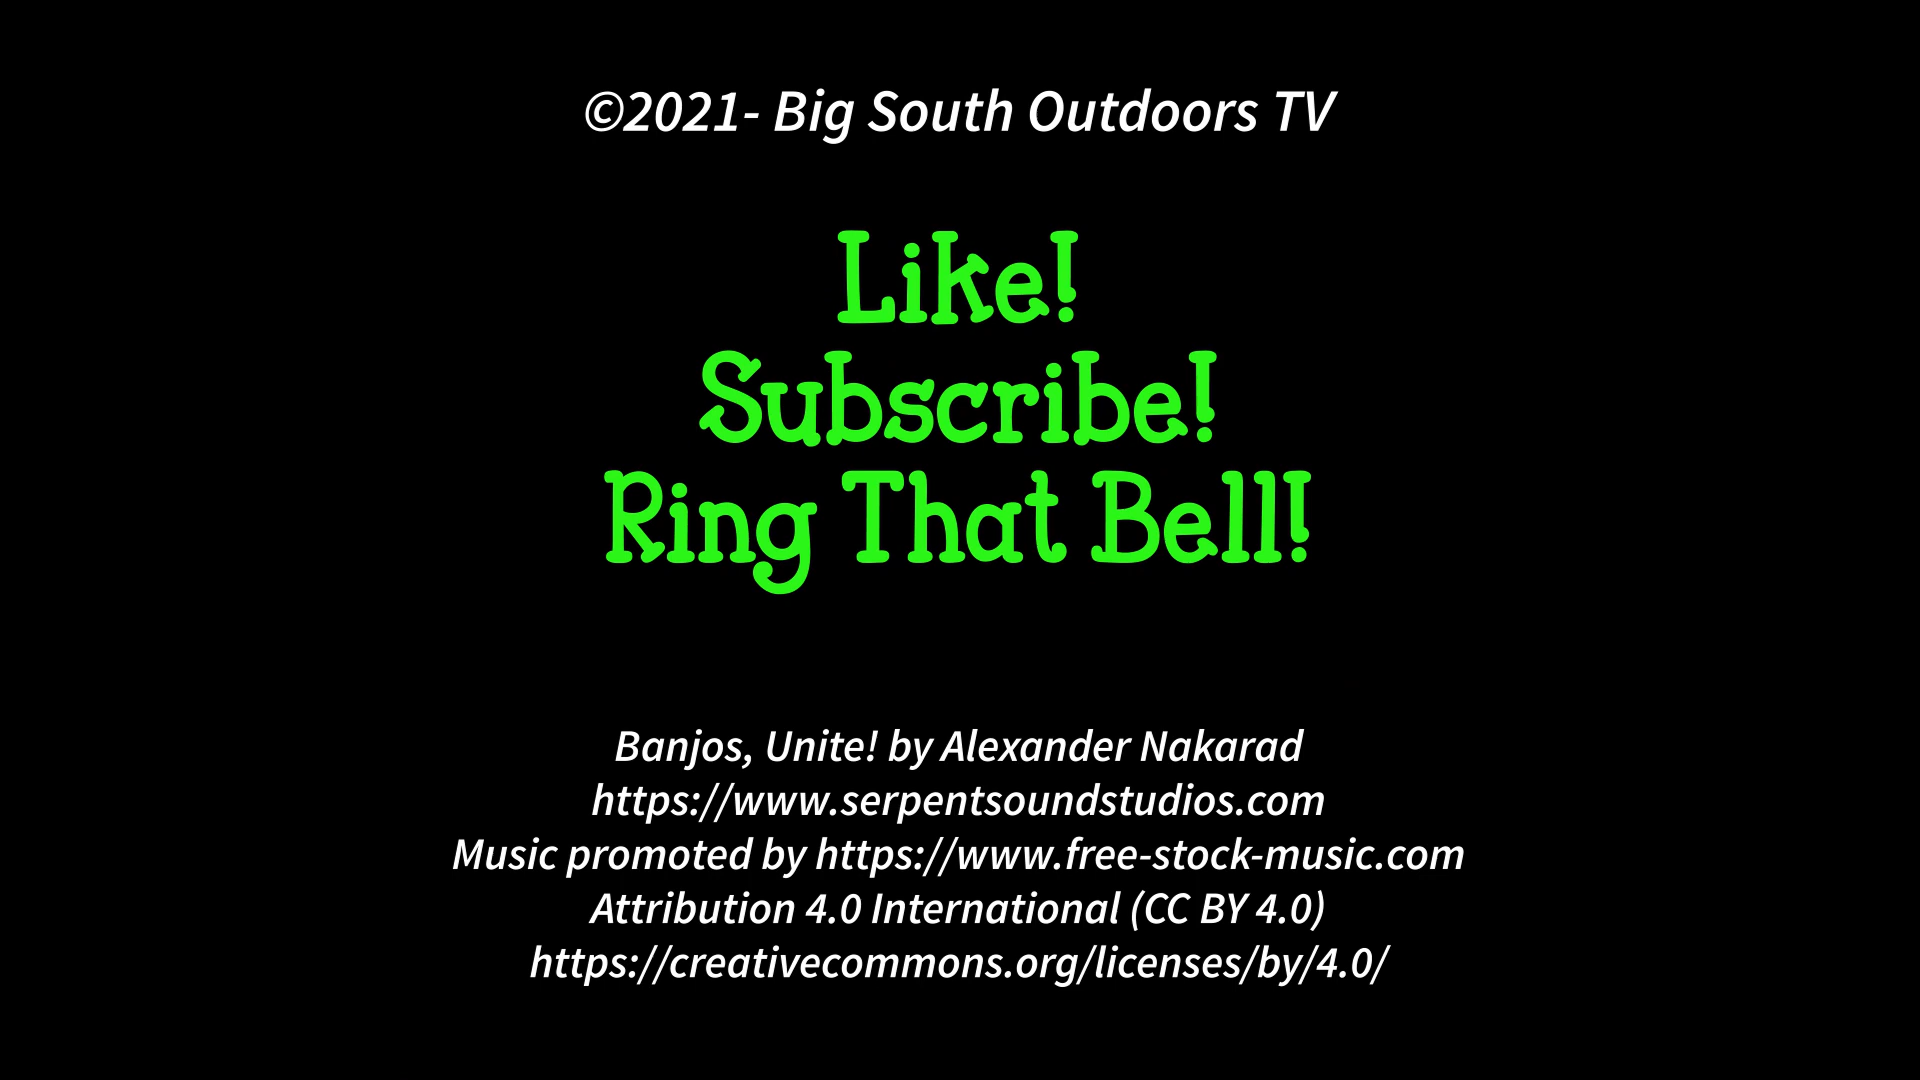 ©2021- Big South Outdoors TV
Like!
Subscribe!
Ring That Bell!
Banjos, Unite! by Alexander Nakarad
https://www.serpentsoundstudios.com
Music promoted by https://www.free-stock-music.com
Attribution 4.0 International (CC BY 4.0)
https://creativecommons.org/licenses/by/4.0/